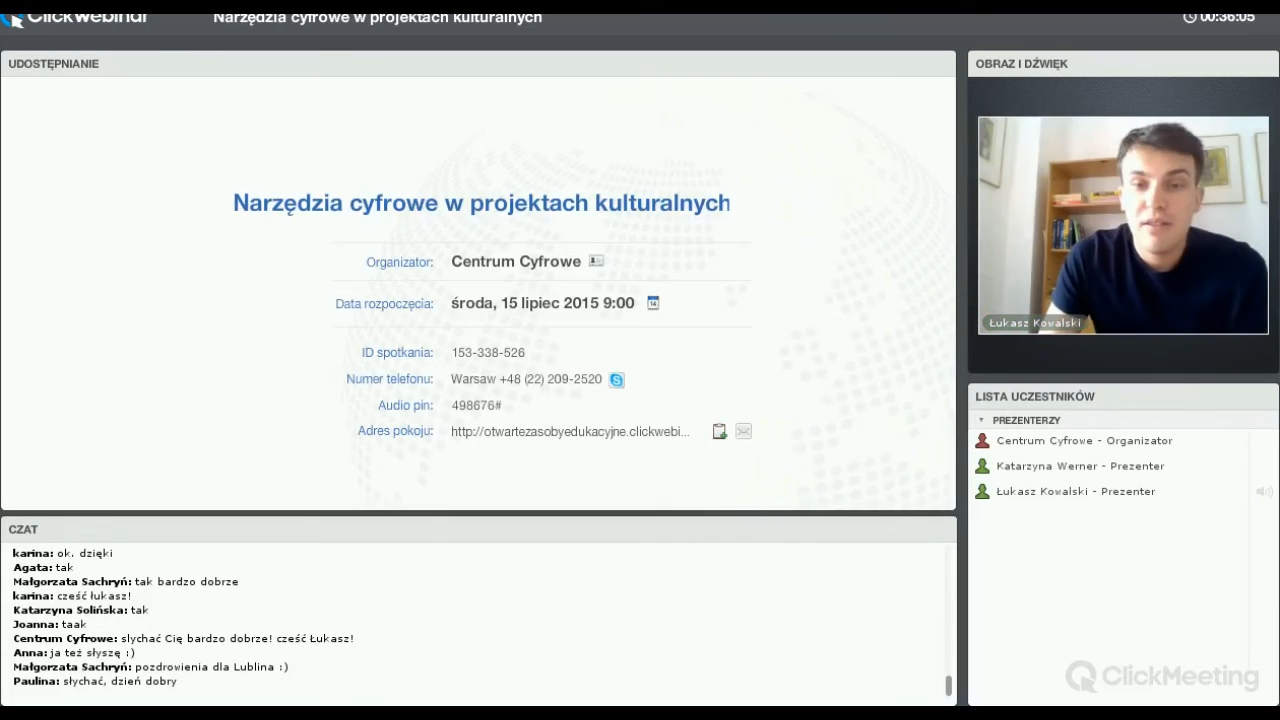 ClickWebinar
Narzędzia cyfrowe w projektach kulturalnych
00:36:05
UDOSTĘPNIANIE
Narzędzia cyfrowe w projektach kulturalnych
Organizator: Centrum Cyfrowe
Data rozpoczęcia: środa, 15 lipiec 2015 9:00
14
ID spotkania: 153-338-526
Numer telefonu: Warsaw +48 (22) 209-2520
Audio pin: 498676#
Adres pokoju: http://otwartezasobyedukacyjne.clickwebi...
CZAT
karina: ok. dzięki
Agata: tak
Małgorzata Sachryń: tak bardzo dobrze
karina: cześć łukasz!
Katarzyna Solińska: tak
Joanna: taak
Centrum Cyfrowe: slychać Cię bardzo dobrze! cześć Łukasz!
Anna: ja też słyszę :)
Małgorzata Sachryń: pozdrowienia dla Lublina :)
Paulina: słychać, dzień dobry
OBRAZ I DŹWIĘK
Łukasz Kowalski
LISTA UCZESTNIKÓW
PREZENTERZY
Centrum Cyfrowe - Organizator
Katarzyna Werner - Prezenter
Łukasz Kowalski - Prezenter
ClickMeeting